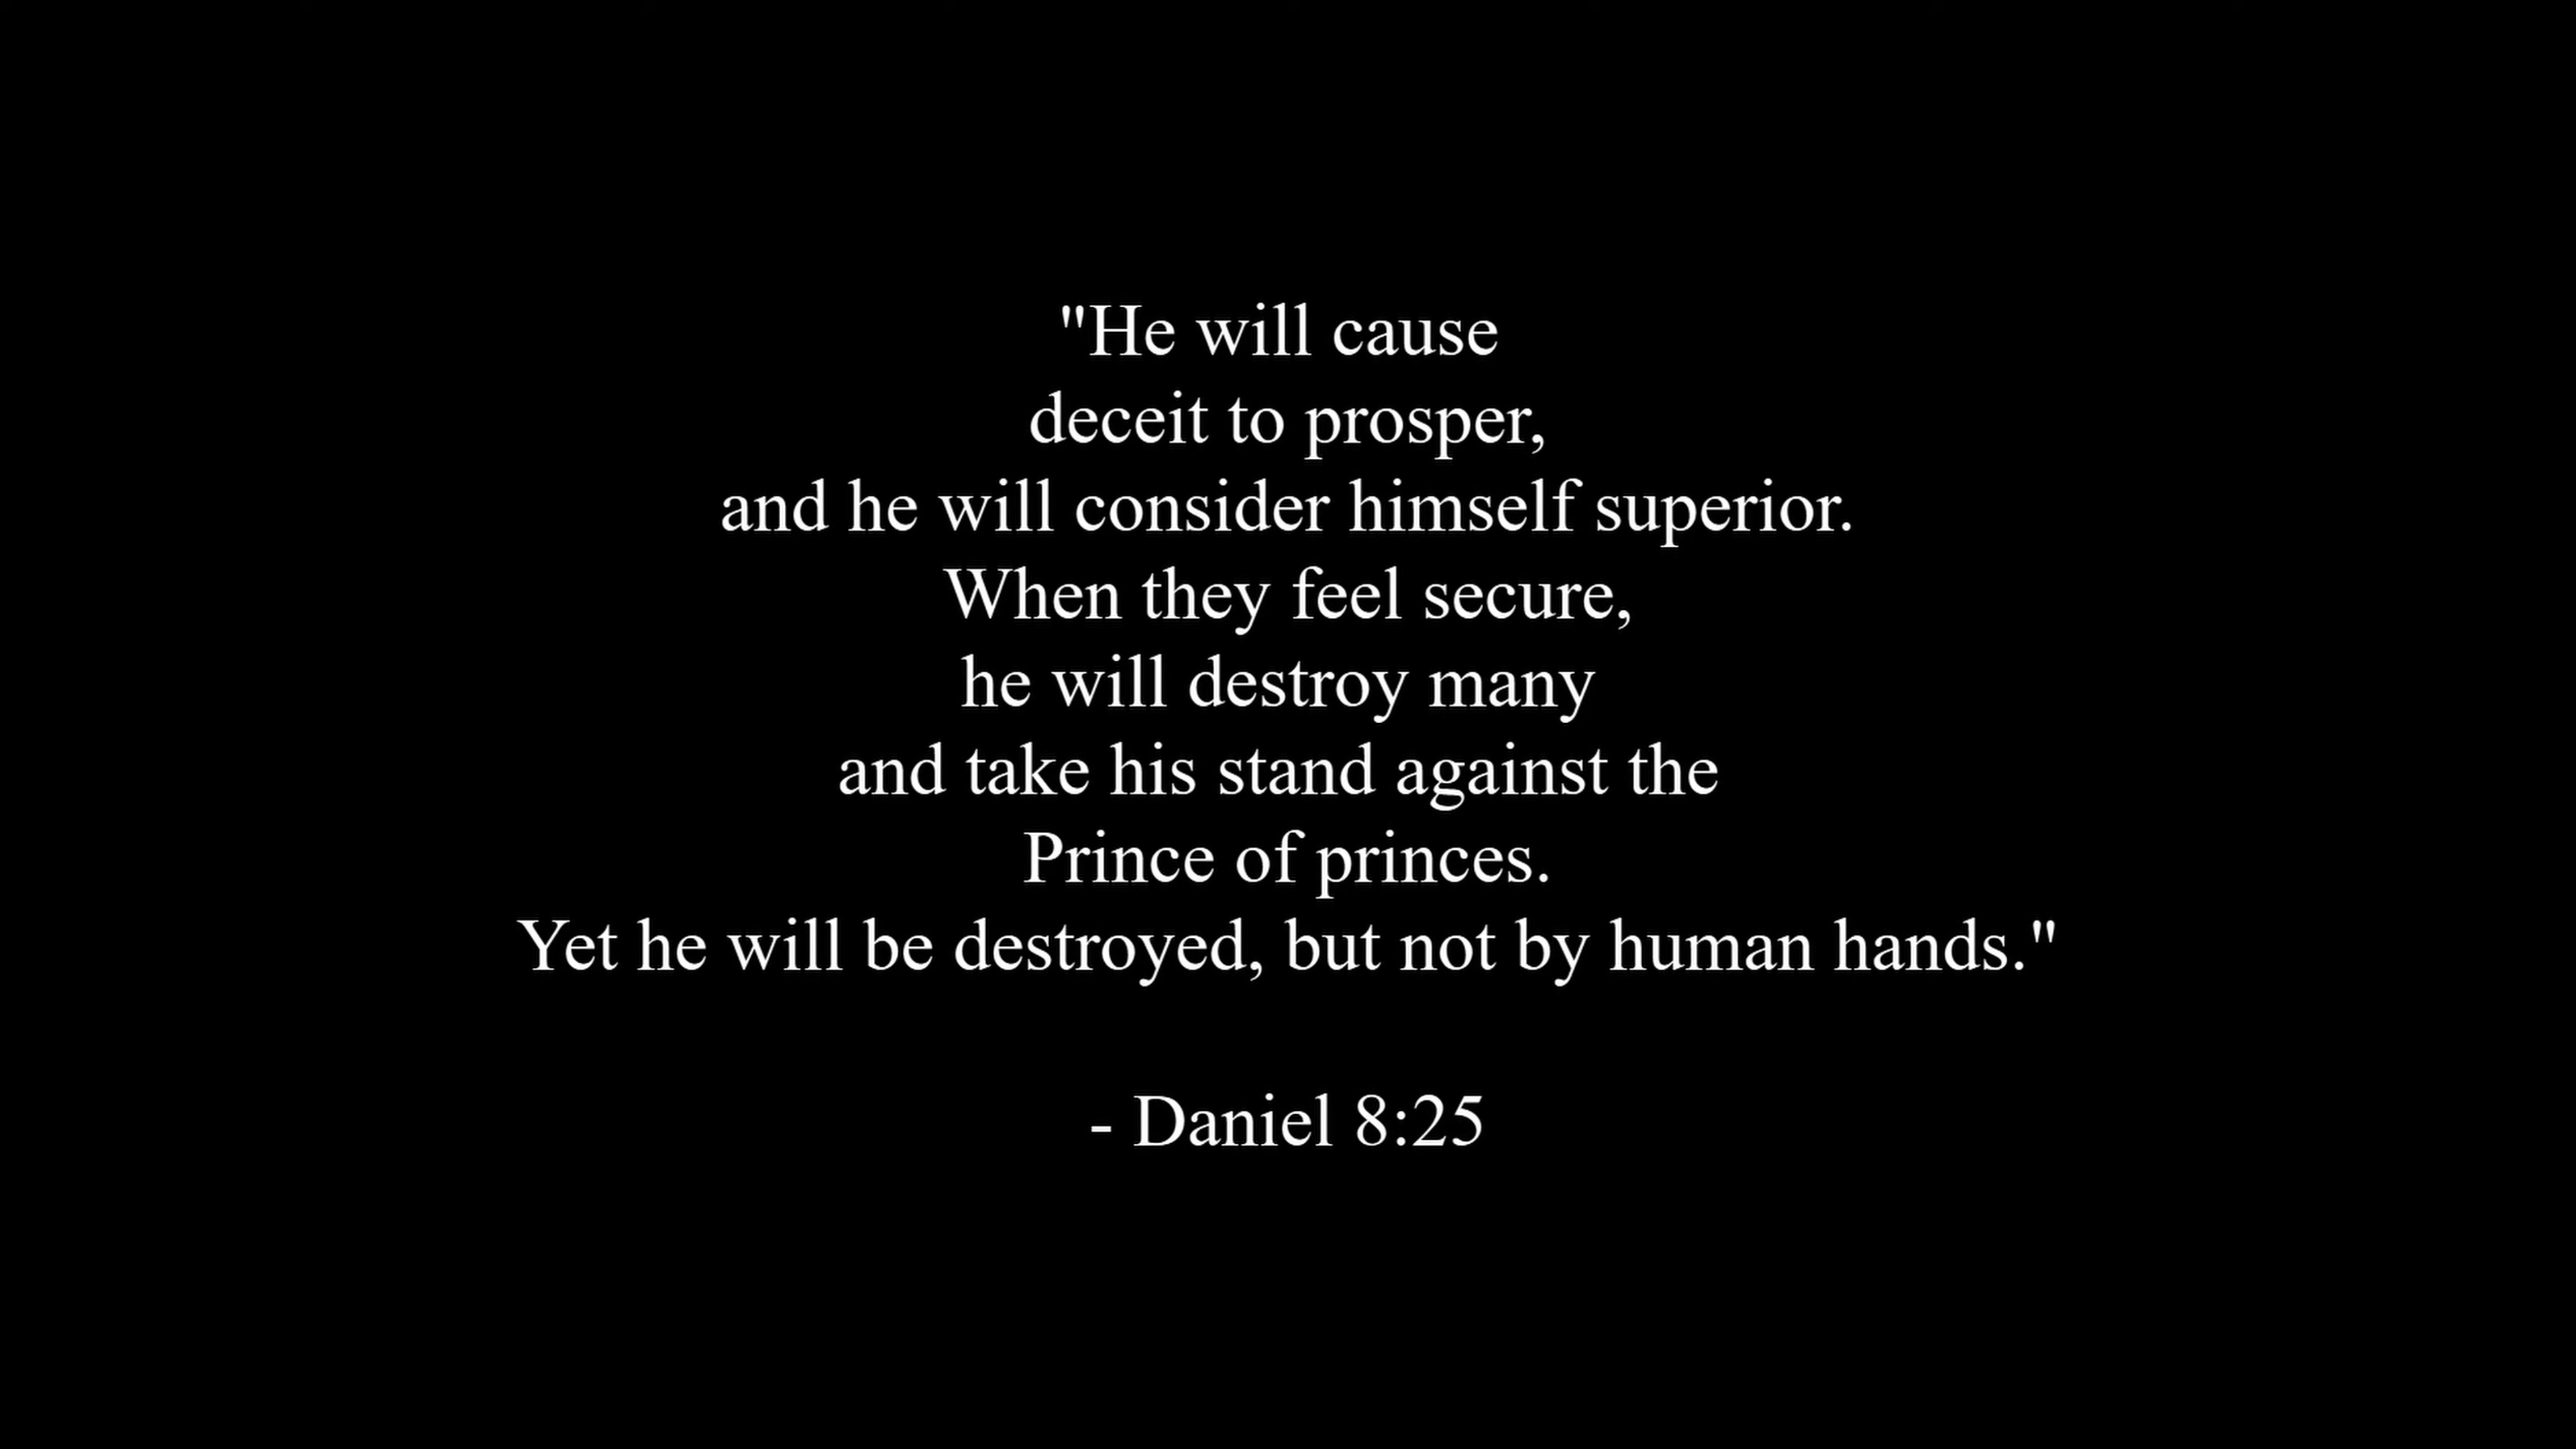 "He will cause
deceit to prosper,
and he will consider himself superior.
When they feel secure,
he will destroy many
and take his stand against the
Prince of princes.
Yet he will be destroyed, but not by human hands."
- Daniel 8:25